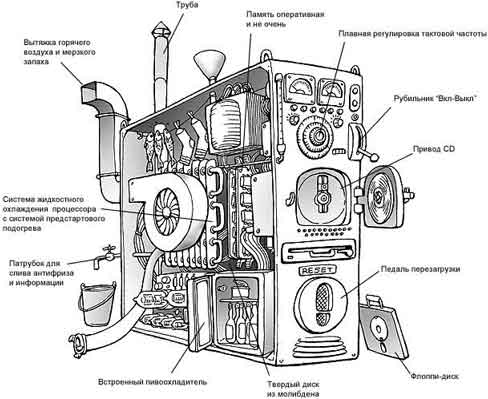 Труба
Память оперативная
и не очень
Плавная регулировка тактовой частоты
Вытяжка горячего
воздуха и мерзкого
запаха
Рубильник "Вкл-Выкл"
Привод CD
Система жидкостного
охлаждения процессора
с системой предстартового
подогрева
Патрубок для
слива антифриза
и информации
RESET
Педаль перезагрузки
Встроенный пивоохладитель
Твердый диск
из молибдена
Флоппи-диск